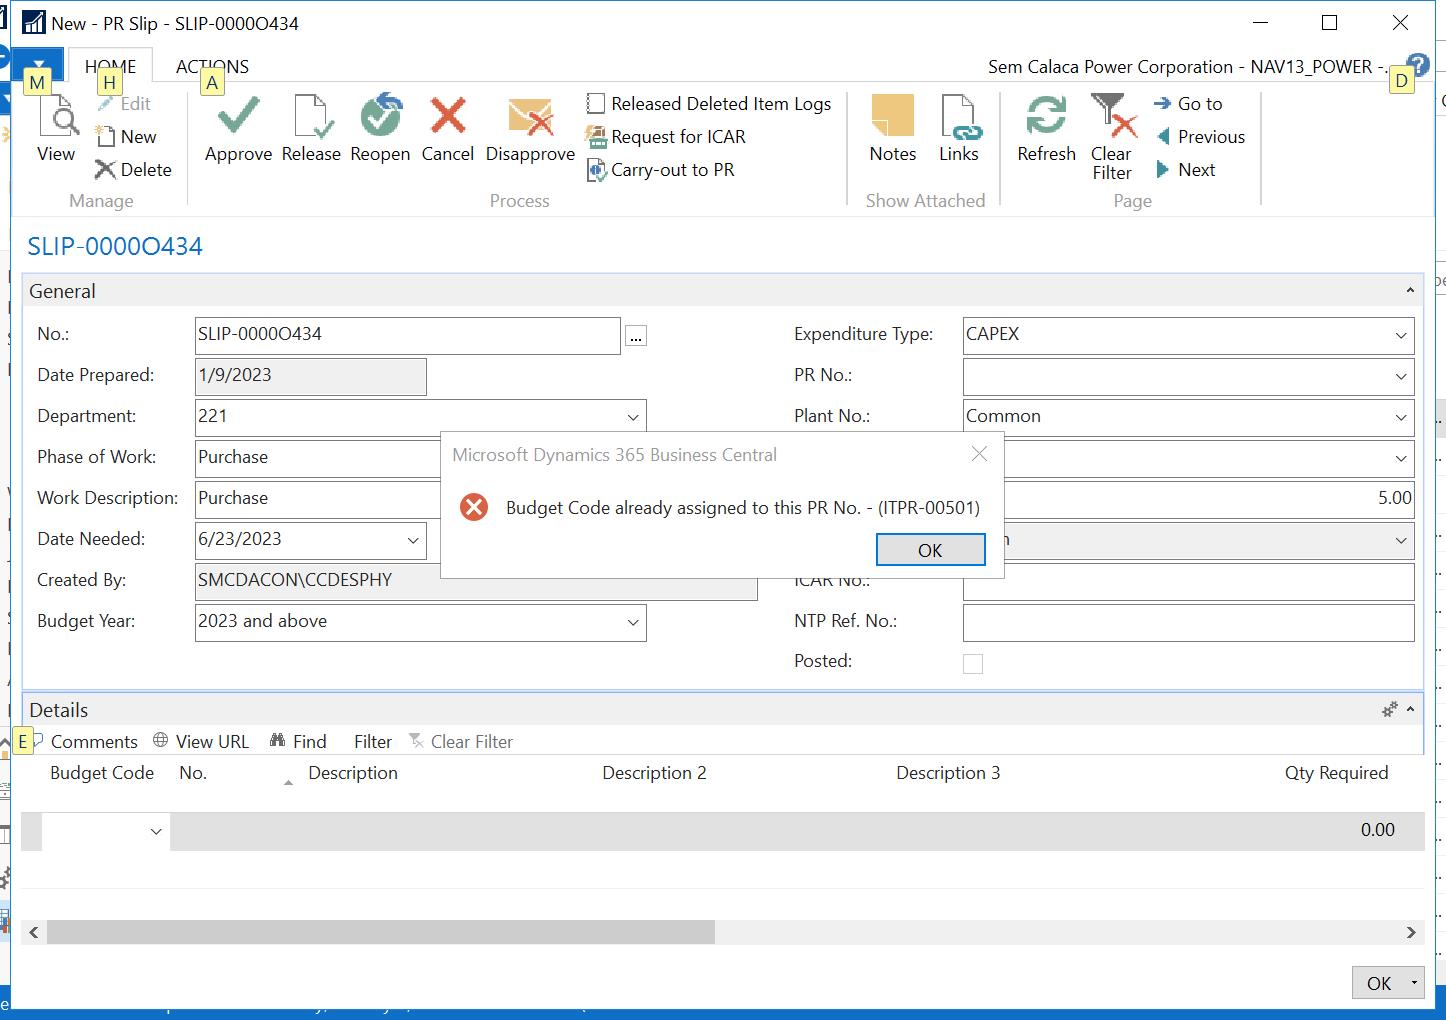 New - PR Slip - SLIP-0000O434
HOME ACTIONS Sem Calaca Power Corporation - NAV13_POWER -..
M H A D
View Edit New Delete
Manage
Approve Release Reopen Cancel Disapprove
Released Deleted Item Logs
Request for ICAR
Carry-out to PR
Process
Notes Links
Show Attached
Refresh Clear Filter
Go to
Previous
Next
Page
SLIP-0000O434
General
No.: SLIP-0000O434 ... Expenditure Type: CAPEX
Date Prepared: 1/9/2023 PR No.:
Department: 221 Plant No.: Common
Phase of Work: Purchase
Work Description: Purchase 5.00
Date Needed: 6/23/2023
Created By: SMCDACON\CCDESPHY ICAR No.:
Budget Year: 2023 and above NTP Ref. No.:
Posted:
Microsoft Dynamics 365 Business Central
Budget Code already assigned to this PR No. - (ITPR-00501)
OK
Details
E Comments View URL Find Filter Clear Filter
Budget Code No. Description Description 2 Description 3 Qty Required
0.00
OK